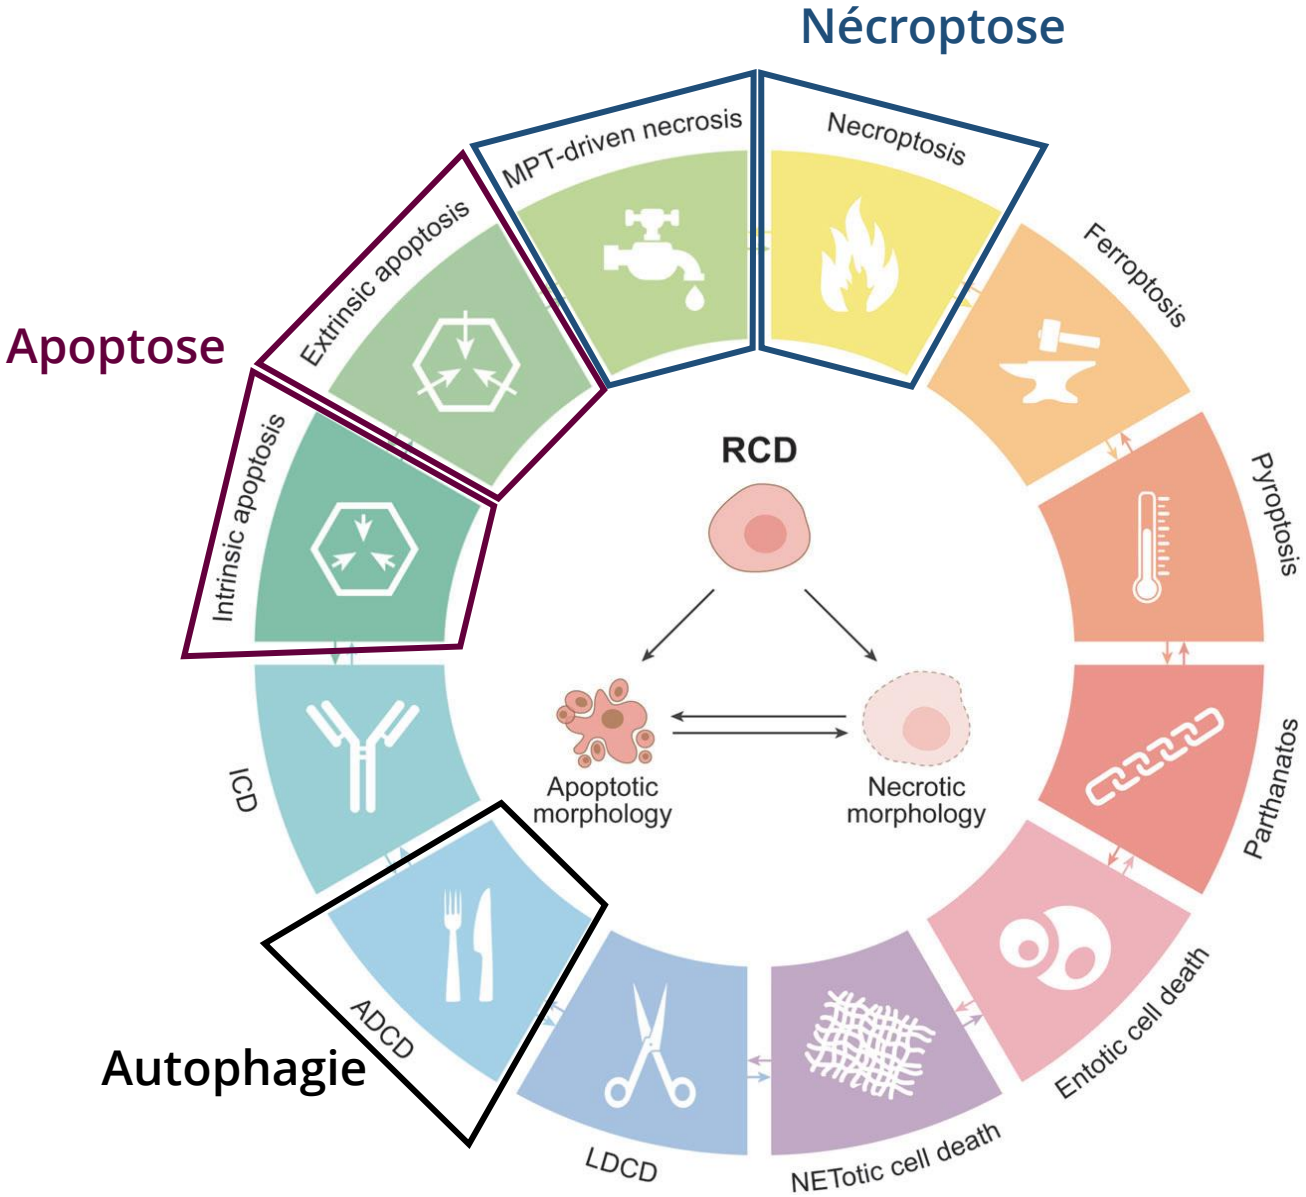 Nécroptose
MPT-driven necrosis
Necroptosis
Extrinsic apoptosis
Ferroptosis
Apoptose
Intrinsic apoptosis
Pyroptosis
RCD
ICD
Apoptotic
morphology
Necrotic
morphology
Parthanatos
ADCD
Autophagie
Entotic cell death
LDCD
NETotic cell death